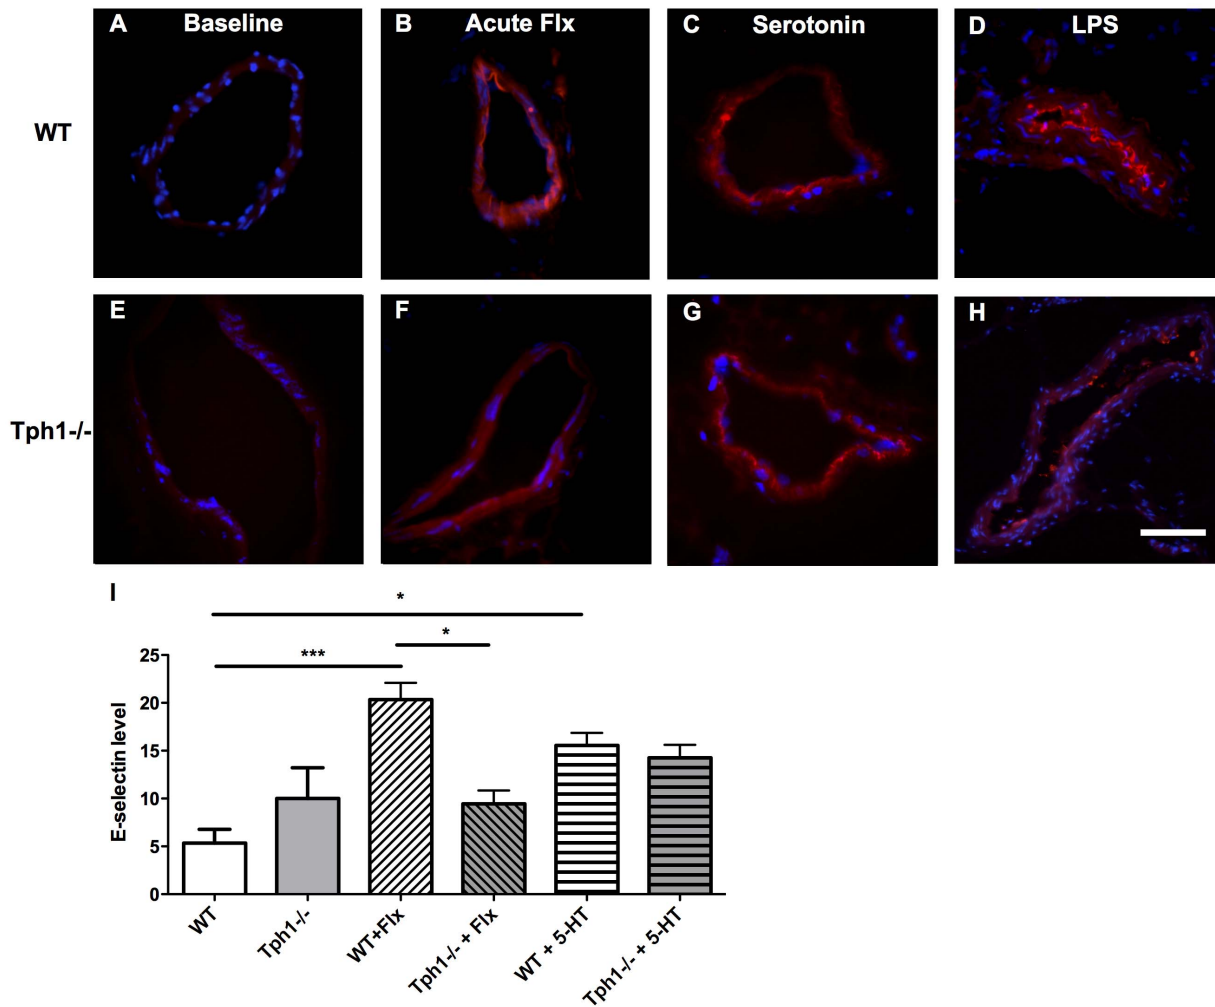 A Baseline
B Acute Flx
C Serotonin
D LPS
WT
E
F
G
H
Tph1-/-
I
*
*
***
E-selectin level
25
20
15
10
5
0
WT
Tph1-/-
WT+Flx
Tph1-/- + Flx
WT + 5-HT
Tph1-/- + 5-HT